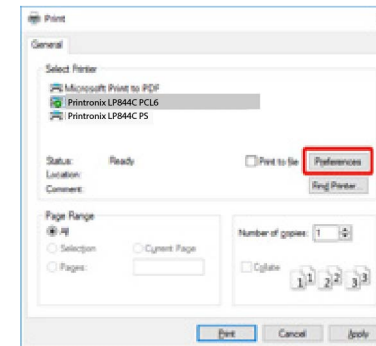 Print
General
Select Printer
Microsoft Print to PDF
Printronix LP844C PCL6
Printronix LP844C PS
Status: Ready
Location:
Comment:
Print to file
Preferences
Find Printer...
Page Range
All
Selection
Current Page
Pages:
Number of copies: 1
Collate
1 1 2 2 3 3
Print Cancel Apply